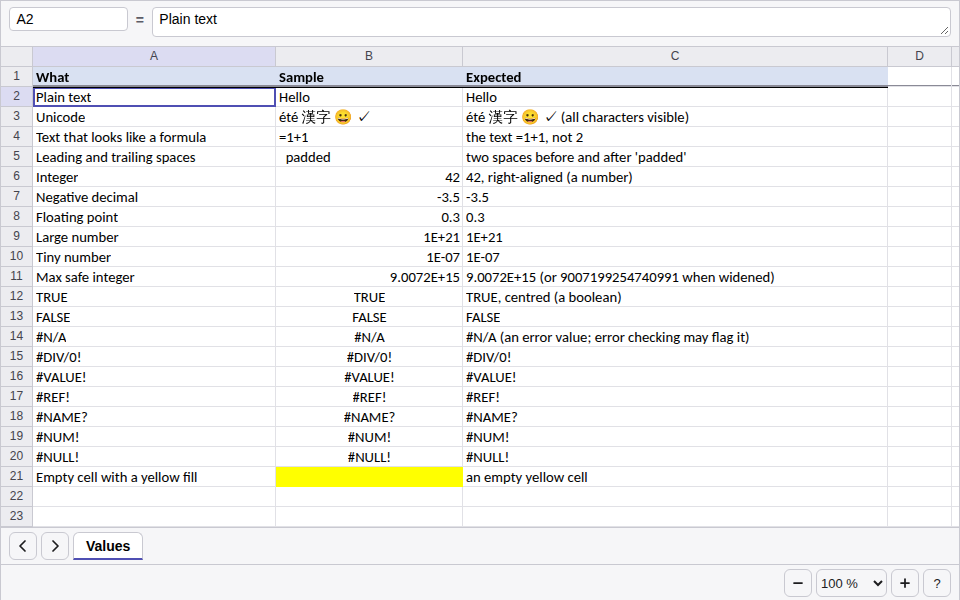 A2 = Plain text
A B C D
1 What Sample Expected
2 Plain text Hello Hello
3 Unicode été 漢字 😀 ✓ été 漢字 😀 ✓ (all characters visible)
4 Text that looks like a formula =1+1 the text =1+1, not 2
5 Leading and trailing spaces   padded two spaces before and after 'padded'
6 Integer 42 42, right-aligned (a number)
7 Negative decimal -3.5 -3.5
8 Floating point 0.3 0.3
9 Large number 1E+21 1E+21
10 Tiny number 1E-07 1E-07
11 Max safe integer 9.0072E+15 9.0072E+15 (or 9007199254740991 when widened)
12 TRUE TRUE TRUE, centred (a boolean)
13 FALSE FALSE FALSE
14 #N/A #N/A #N/A (an error value; error checking may flag it)
15 #DIV/0! #DIV/0! #DIV/0!
16 #VALUE! #VALUE! #VALUE!
17 #REF! #REF! #REF!
18 #NAME? #NAME? #NAME?
19 #NUM! #NUM! #NUM!
20 #NULL! #NULL! #NULL!
21 Empty cell with a yellow fill an empty yellow cell
22
23
Values
− 100 % + ?